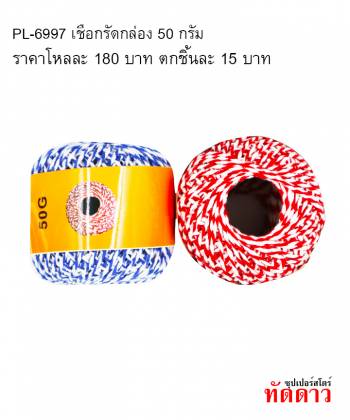 PL-6997 เชือกรัดกล่อง 50 กรัม
ราคาโหลละ 180 บาท ตกชิ้นละ 15 บาท
50G
ซุปเปอร์สโตร์
ทัดดาว